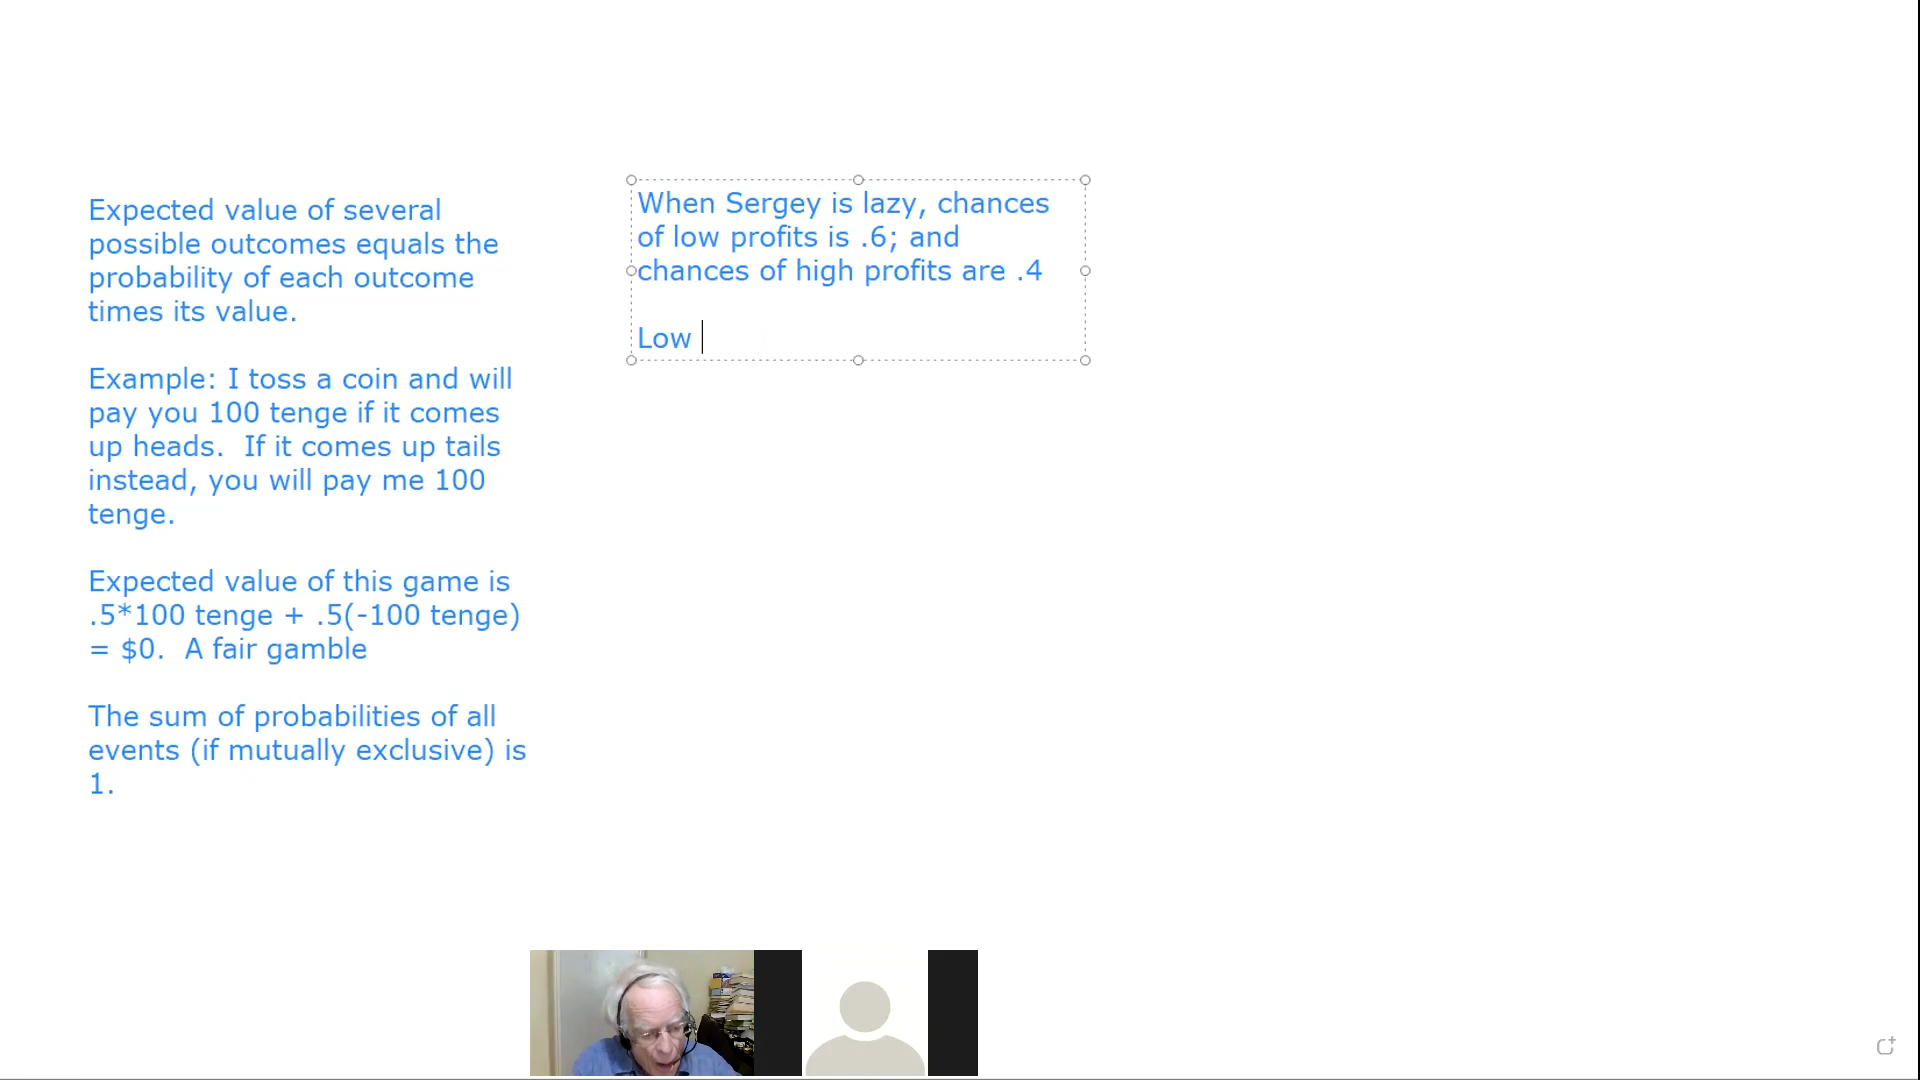 Expected value of several
possible outcomes equals the
probability of each outcome
times its value.
Example: I toss a coin and will
pay you 100 tenge if it comes
up heads.  If it comes up tails
instead, you will pay me 100
tenge.
Expected value of this game is
.5*100 tenge + .5(-100 tenge)
= $0.  A fair gamble
The sum of probabilities of all
events (if mutually exclusive) is
1.
When Sergey is lazy, chances
of low profits is .6; and
chances of high profits are .4
Low